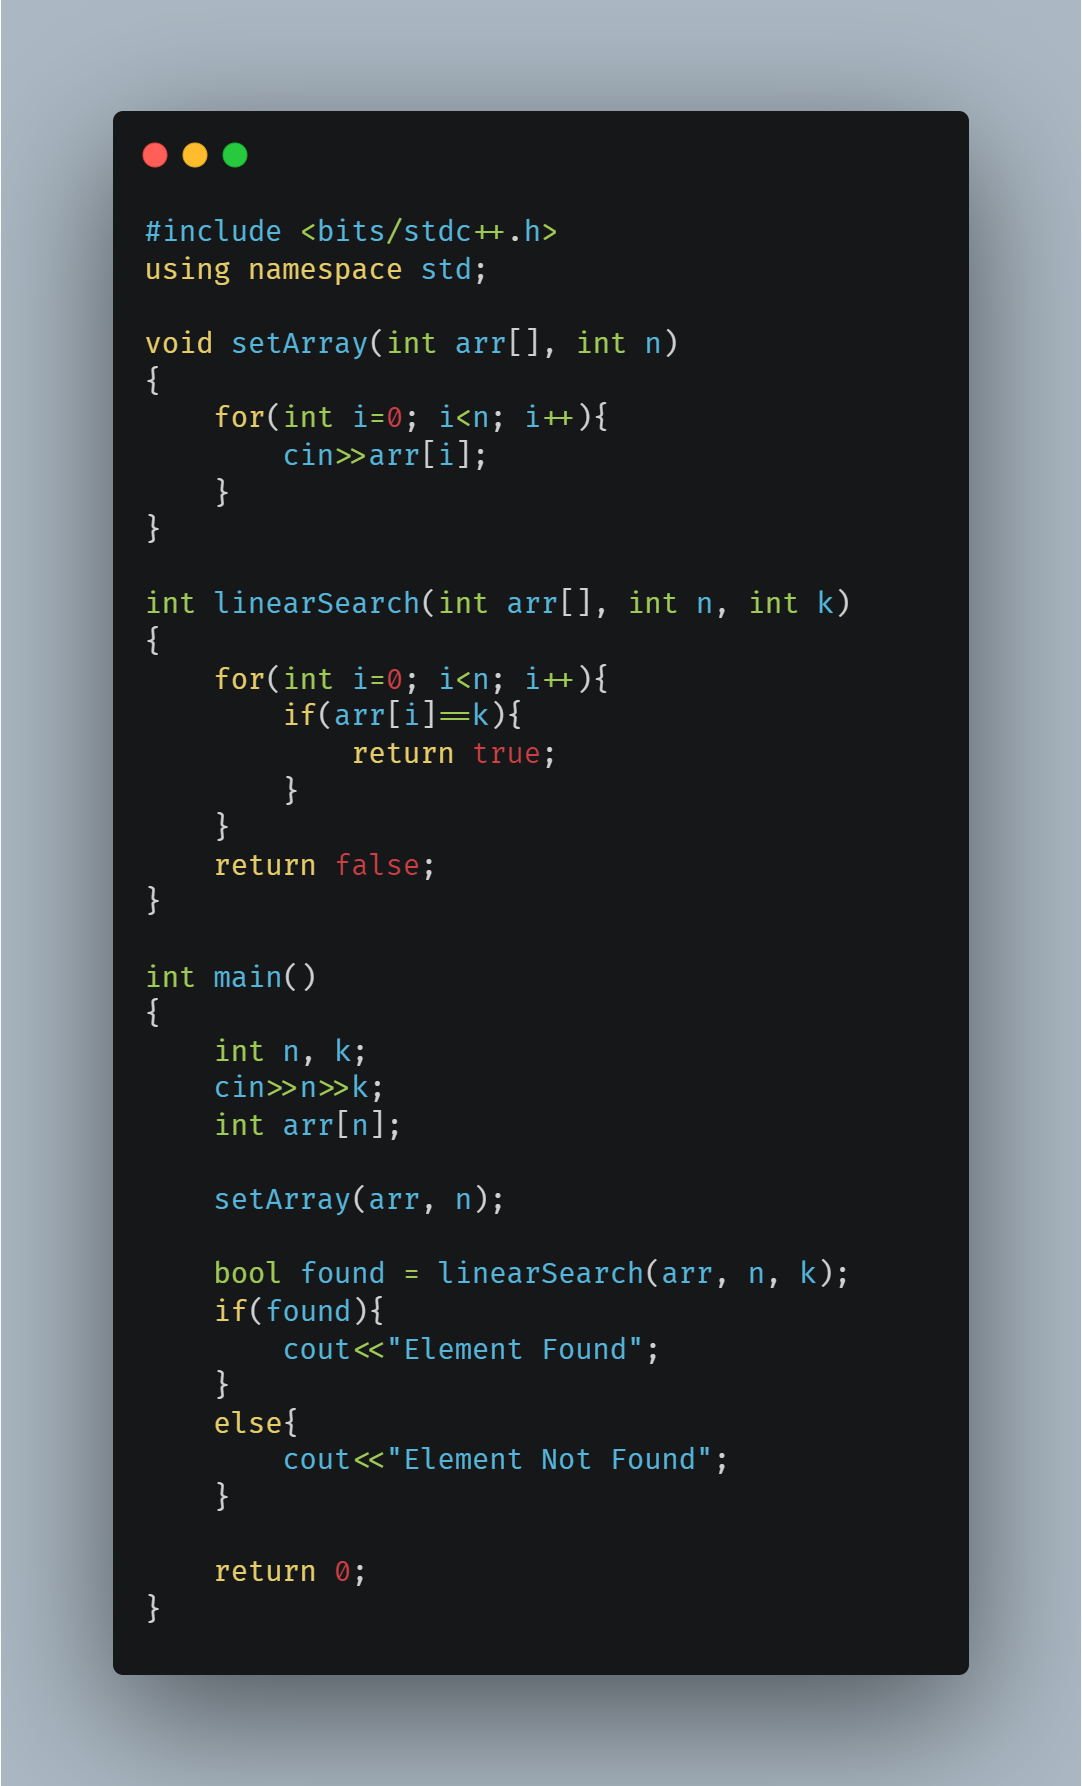 #include <bits/stdc++.h>
using namespace std;

void setArray(int arr[], int n)
{
    for(int i=0; i<n; i++){
        cin>>arr[i];
    }
}

int linearSearch(int arr[], int n, int k)
{
    for(int i=0; i<n; i++){
        if(arr[i]==k){
            return true;
        }
    }
    return false;
}

int main()
{
    int n, k;
    cin>>n>>k;
    int arr[n];

    setArray(arr, n);

    bool found = linearSearch(arr, n, k);
    if(found){
        cout<<"Element Found";
    }
    else{
        cout<<"Element Not Found";
    }

    return 0;
}